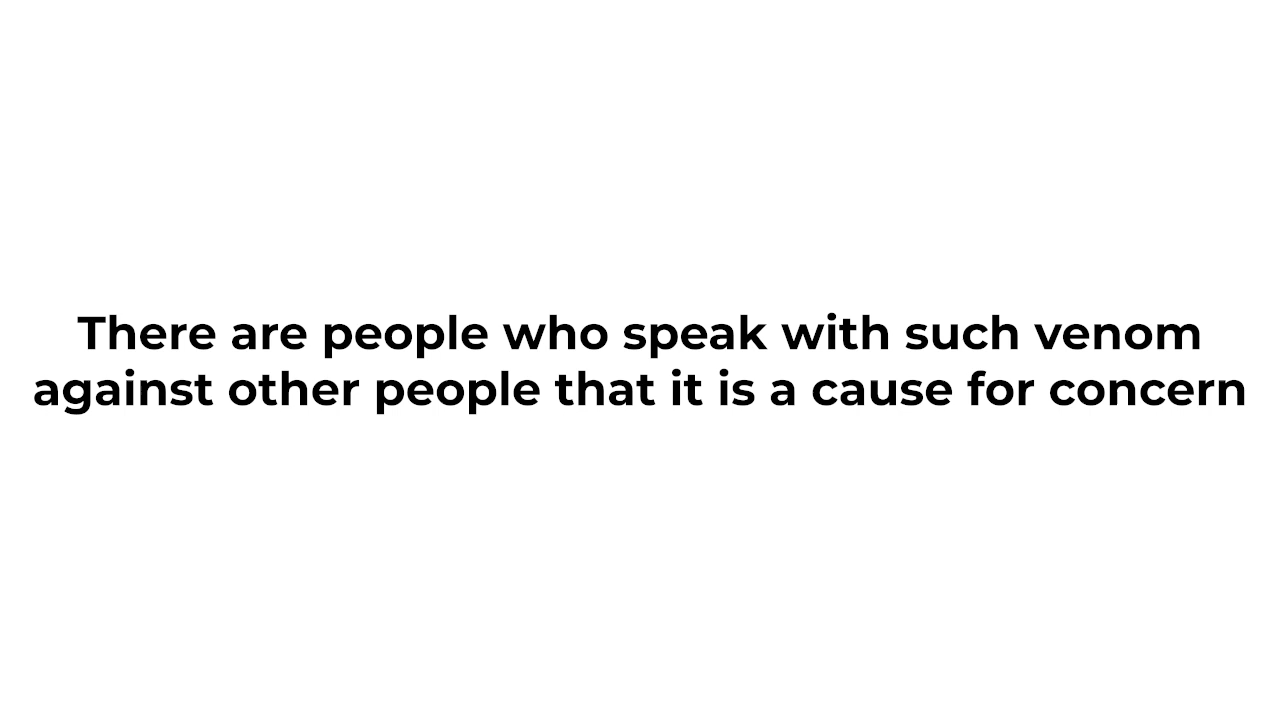 There are people who speak with such venom
against other people that it is a cause for concern